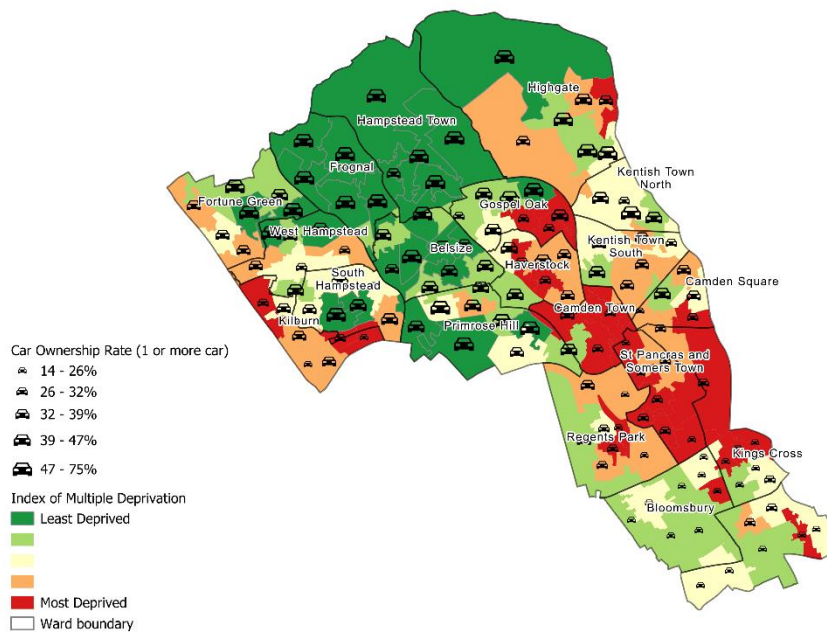 Highgate
Hampstead Town
Frognal
Kentish Town
North
Fortune Green
Gospel Oak
West Hampstead
Belsize
Kentish Town
South
Haverstock
South
Hampstead
Camden Square
Kilburn
Camden Town
Primrose Hill
St Pancras and
Somers Town
Regents Park
Kings Cross
Bloomsbury
Car Ownership Rate (1 or more car)
14 - 26%
26 - 32%
32 - 39%
39 - 47%
47 - 75%
Index of Multiple Deprivation
Least Deprived
Most Deprived
Ward boundary